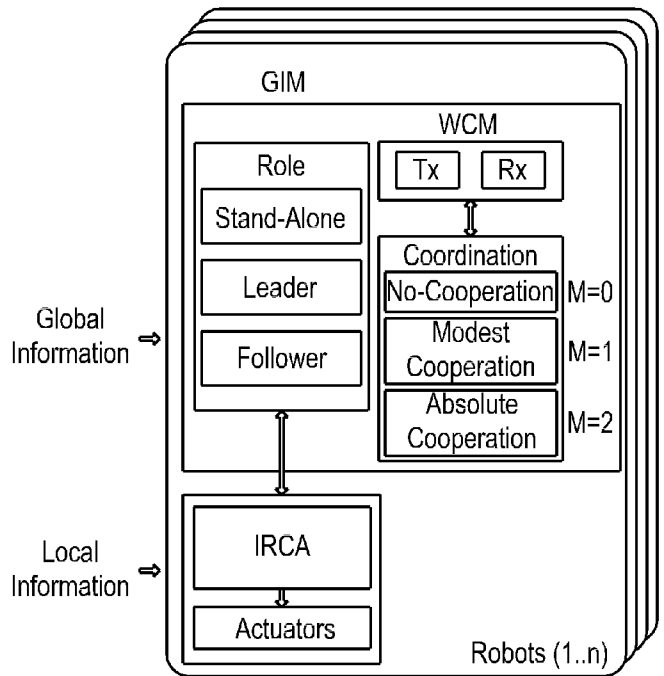 GIM
WCM
Tx
Rx
Role
Stand-Alone
Leader
Follower
Coordination
No-Cooperation
M=0
Modest
Cooperation
M=1
Absolute
Cooperation
M=2
Global
Information
IRCA
Actuators
Local
Information
Robots (1..n)